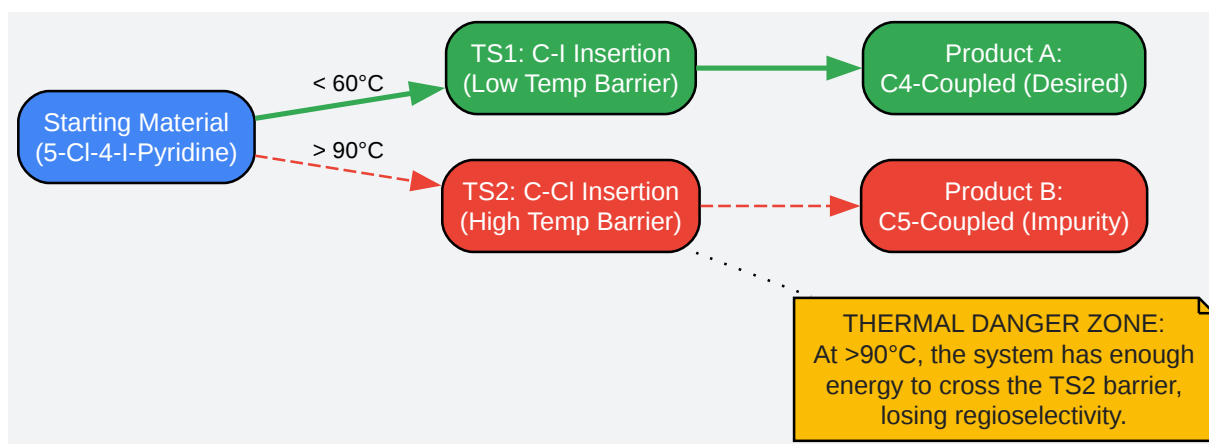 < 60°C
TS1: C-I Insertion
(Low Temp Barrier)
Product A:
C4-Coupled (Desired)
Starting Material
(5-Cl-4-I-Pyridine)
> 90°C
TS2: C-Cl Insertion
(High Temp Barrier)
Product B:
C5-Coupled (Impurity)
THERMAL DANGER ZONE:
At >90°C, the system has enough
energy to cross the TS2 barrier,
losing regioselectivity.